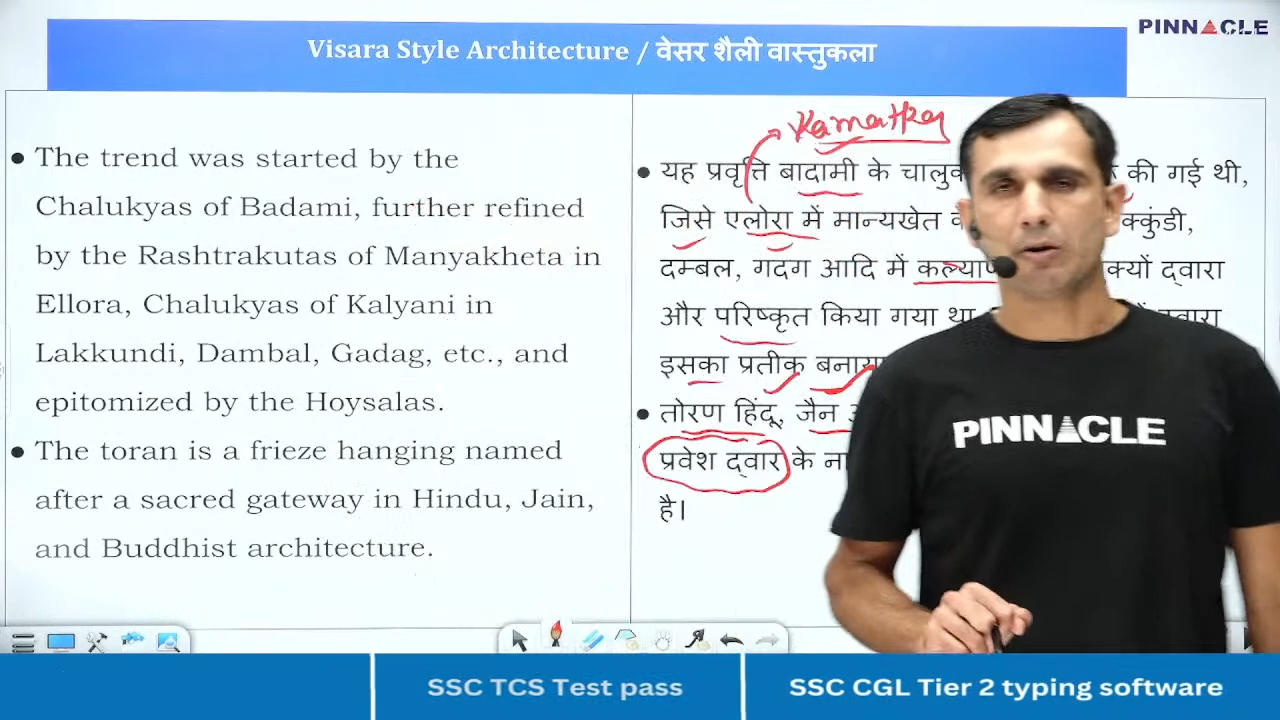 PINNACLE
Visara Style Architecture / वेसर शैली वास्तुकला
• The trend was started by the
Chalukyas of Badami, further refined
by the Rashtrakutas of Manyakheta in
Ellora, Chalukyas of Kalyani in
Lakkundi, Dambal, Gadag, etc., and
epitomized by the Hoysalas.
• The toran is a frieze hanging named
after a sacred gateway in Hindu, Jain,
and Buddhist architecture.
• यह प्रवृत्ति बादामी के की गई थी,
जिसे एलोरा में मान्यखेत
दम्बल, गदग आदि में द्वारा
और परिष्कृत किया गया था
इसका प्रतीक
• तोरण हिंदू, जैन
प्रवेश द्वार के
है।
PINNACLE
SSC TCS Test pass
SSC CGL Tier 2 typing software